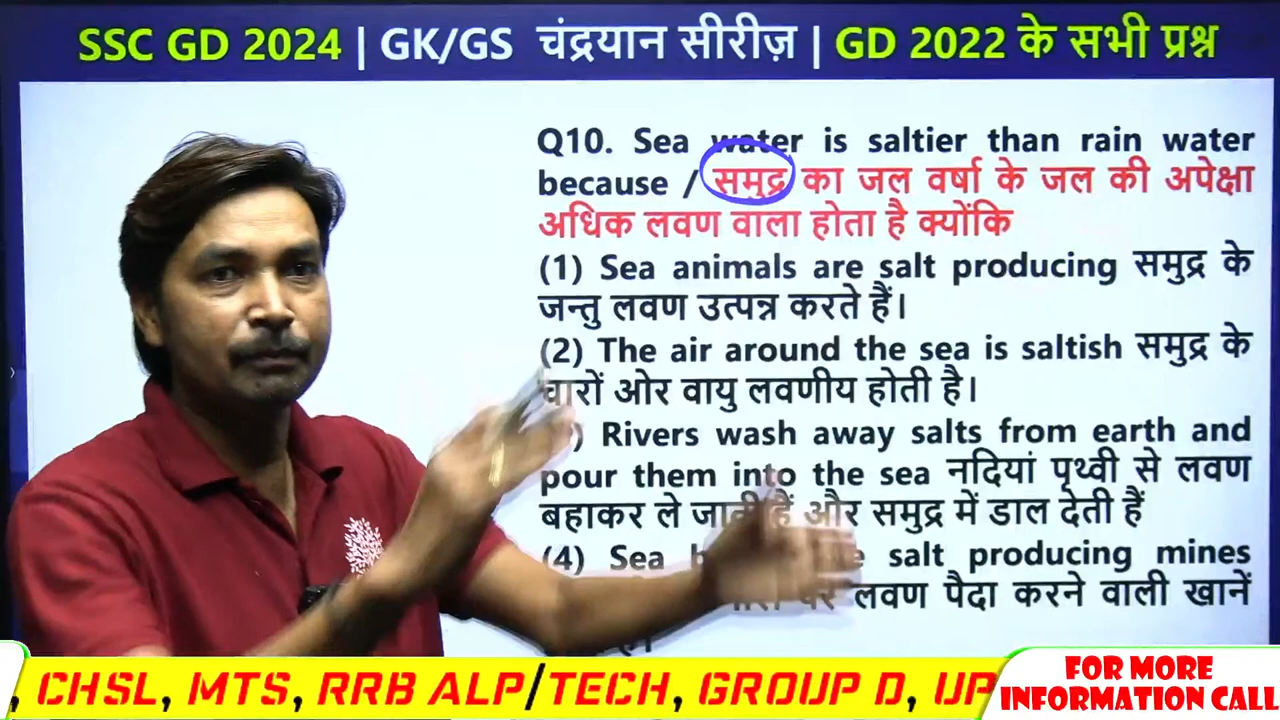 SSC GD 2024 | GK/GS चंद्रयान सीरीज़ | GD 2022 के सभी प्रश्न
Q10. Sea water is saltier than rain water
because / समुद्र का जल वर्षा के जल की अपेक्षा
अधिक लवण वाला होता है क्योंकि
(1) Sea animals are salt producing समुद्र के
जन्तु लवण उत्पन्न करते हैं।
(2) The air around the sea is saltish समुद्र के
चारों ओर वायु लवणीय होती है।
) Rivers wash away salts from earth and
pour them into the sea नदियां पृथ्वी से लवण
बहाकर ले जाती हैं और समुद्र में डाल देती हैं
(4) Sea salt producing mines
पर लवण पैदा करने वाली खानें
, CHSL, MTS, RRB ALP/TECH, GROUP D, UP
FOR MORE
INFORMATION CALL